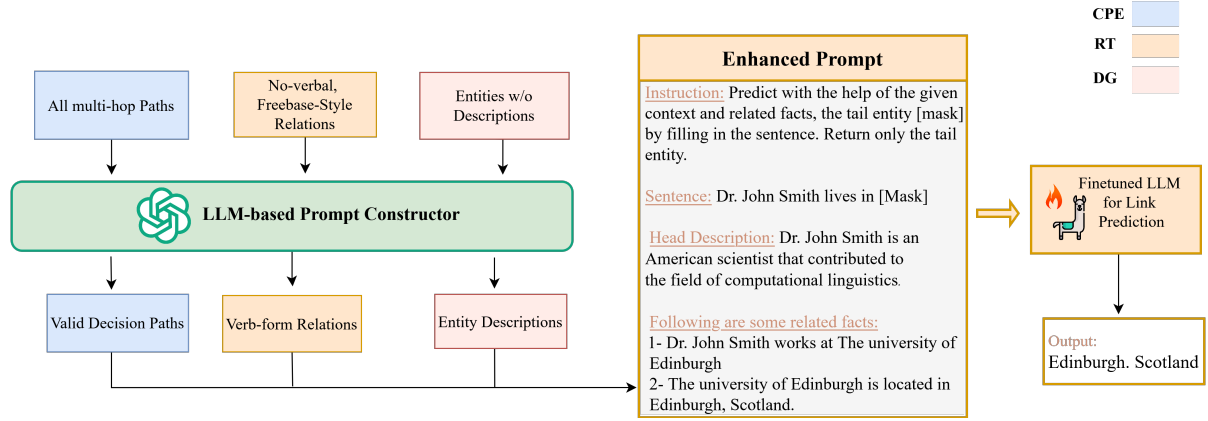 CPE
RT
DG
All multi-hop Paths
No-verbal,
Freebase-Style
Relations
Entities w/o
Descriptions
LLM-based Prompt Constructor
Valid Decision Paths
Verb-form Relations
Entity Descriptions
Enhanced Prompt
Instruction: Predict with the help of the given
context and related facts, the tail entity [mask]
by filling in the sentence. Return only the tail
entity.
Sentence: Dr. John Smith lives in [Mask]
Head Description: Dr. John Smith is an
American scientist that contributed to
the field of computational linguistics.
Following are some related facts:
1- Dr. John Smith works at The university of
Edinburgh
2- The university of Edinburgh is located in
Edinburgh, Scotland.
Finetuned LLM
for Link
Prediction
Output:
Edinburgh. Scotland